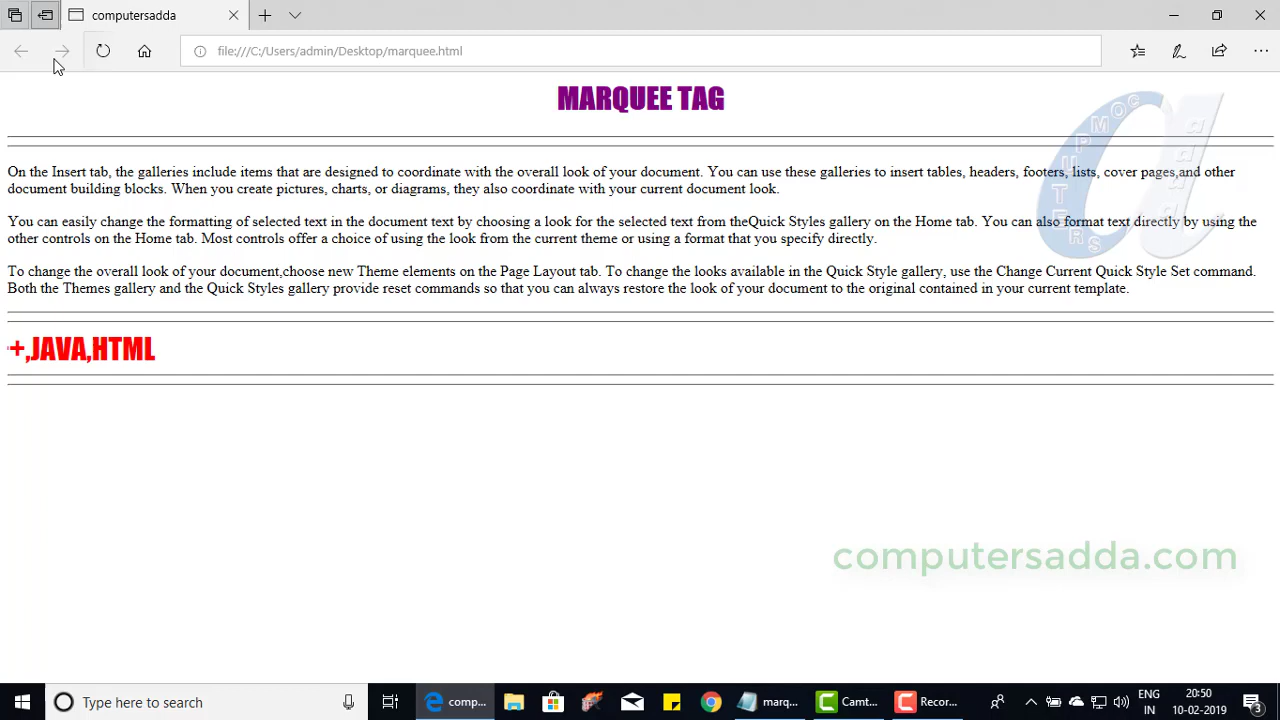 computersadda
file:///C:/Users/admin/Desktop/marquee.html
MARQUEE TAG
COMPUTERS
adda
On the Insert tab, the galleries include items that are designed to coordinate with the overall look of your document. You can use these galleries to insert tables, headers, footers, lists, cover pages,and other
document building blocks. When you create pictures, charts, or diagrams, they also coordinate with your current document look.
You can easily change the formatting of selected text in the document text by choosing a look for the selected text from theQuick Styles gallery on the Home tab. You can also format text directly by using the
other controls on the Home tab. Most controls offer a choice of using the look from the current theme or using a format that you specify directly.
To change the overall look of your document,choose new Theme elements on the Page Layout tab. To change the looks available in the Quick Style gallery, use the Change Current Quick Style Set command.
Both the Themes gallery and the Quick Styles gallery provide reset commands so that you can always restore the look of your document to the original contained in your current template.
+,JAVA,HTML
computersadda.com
Type here to search
comp...
marq...
Camt...
Recor...
ENG
IN
20:50
10-02-2019
3